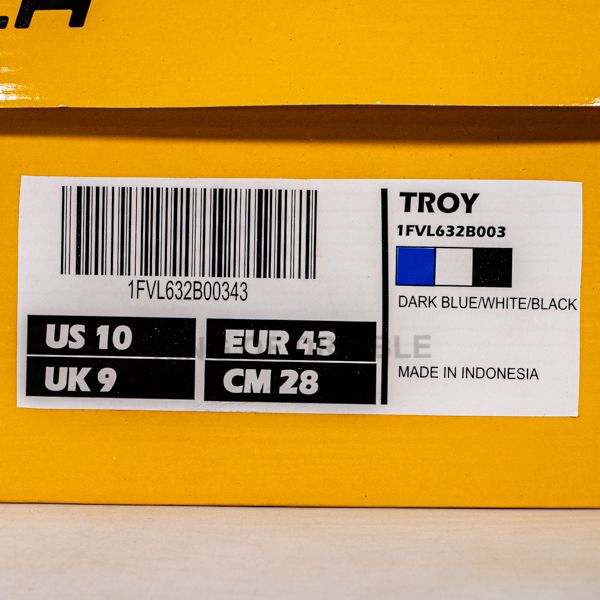 1FVL632B00343
US 10
EUR 43
UK 9
CM 28
TROY
1FVL632B003
DARK BLUE/WHITE/BLACK
MADE IN INDONESIA